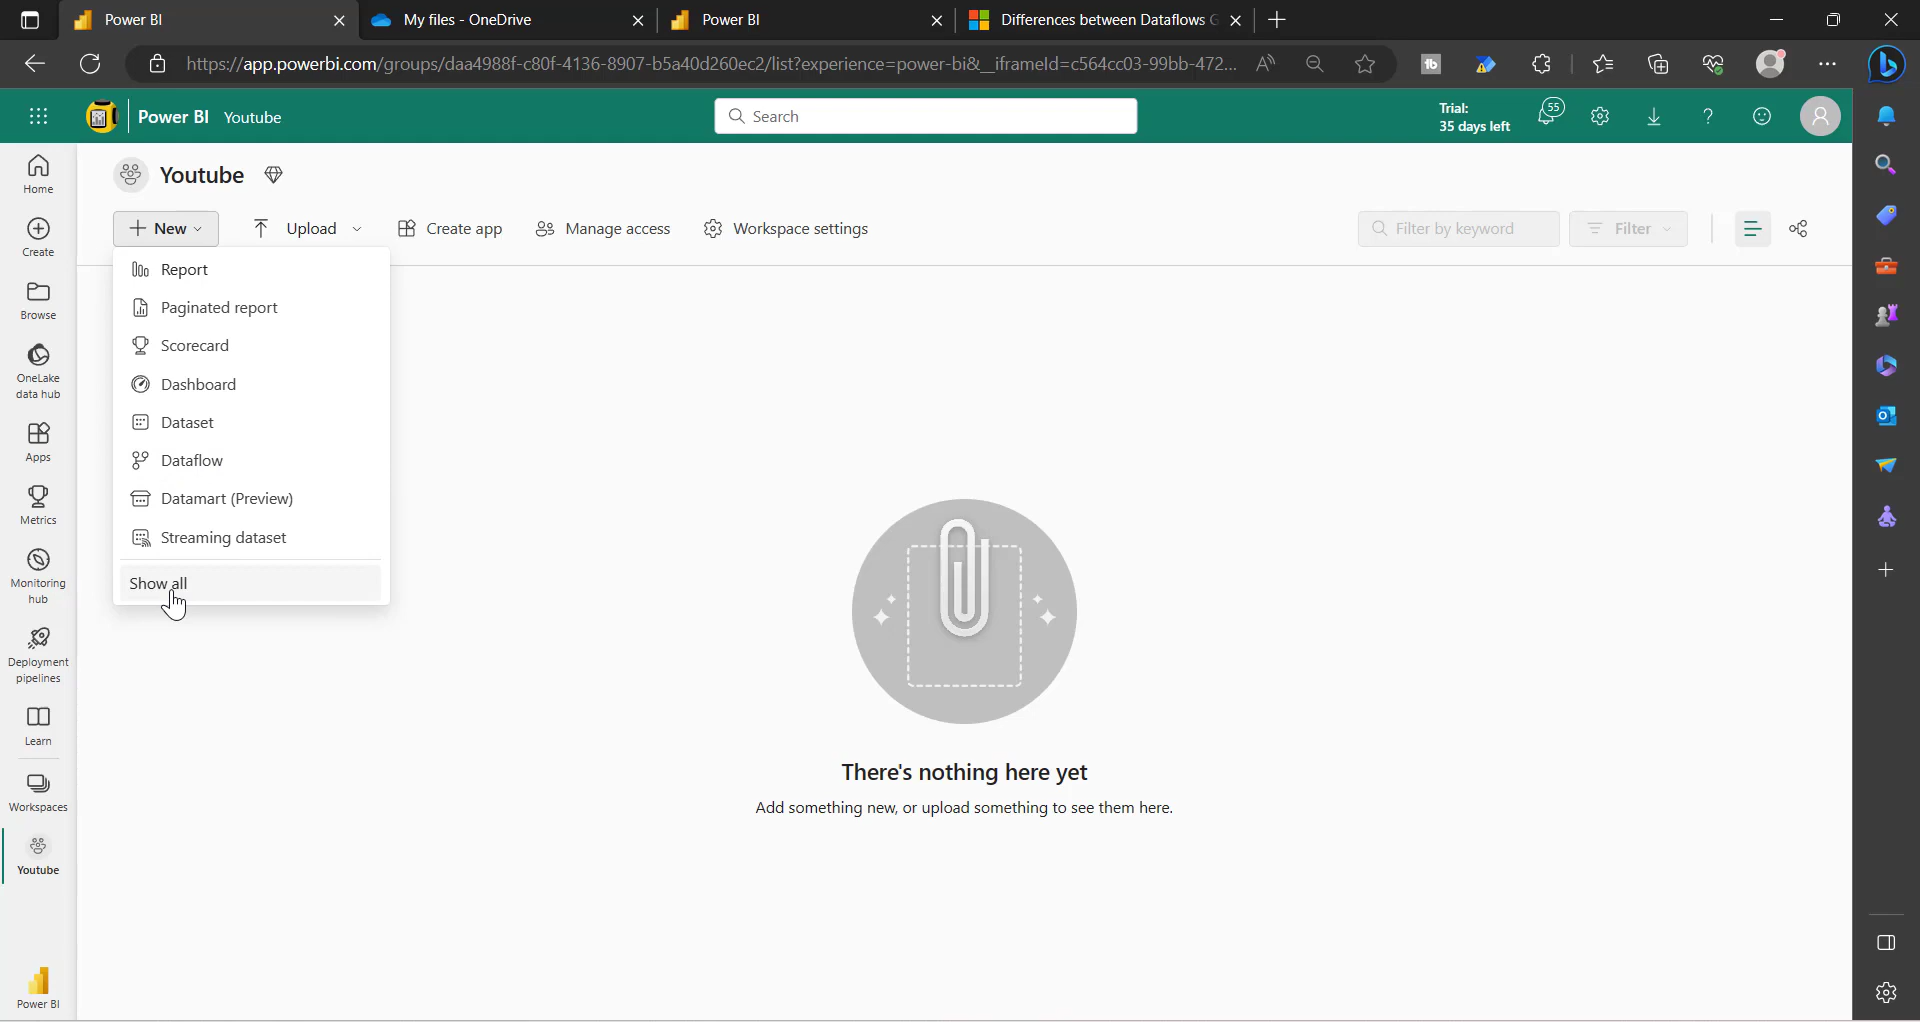 Power BI
My files - OneDrive
Power BI
Differences between Dataflows G
https://app.powerbi.com/groups/daa4988f-c80f-4136-8907-b5a40d260ec2/list?experience=power-bi&__iframeId=c564cc03-99bb-472...
Power BI Youtube
Search
Trial:
35 days left
55
Youtube
New
Upload
Create app
Manage access
Workspace settings
Filter by keyword
Filter
Report
Paginated report
Scorecard
Dashboard
Dataset
Dataflow
Datamart (Preview)
Streaming dataset
Show all
Home
Create
Browse
OneLake
data hub
Apps
Metrics
Monitoring
hub
Deployment
pipelines
Learn
Workspaces
Youtube
Power BI
There's nothing here yet
Add something new, or upload something to see them here.